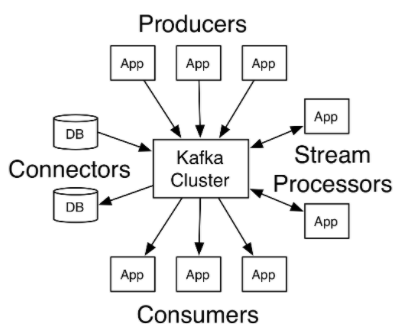 Producers
App
App
App
DB
App
Connectors
Kafka
Cluster
Stream
Processors
DB
App
App
App
App
Consumers